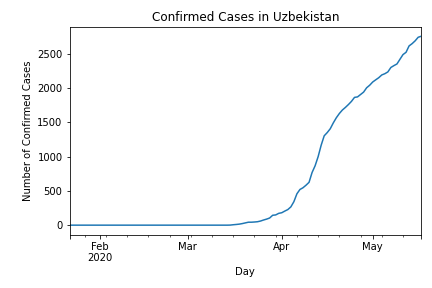 Confirmed Cases in Uzbekistan
Number of Confirmed Cases
2500
2000
1500
1000
500
0
Feb Mar Apr May
2020
Day